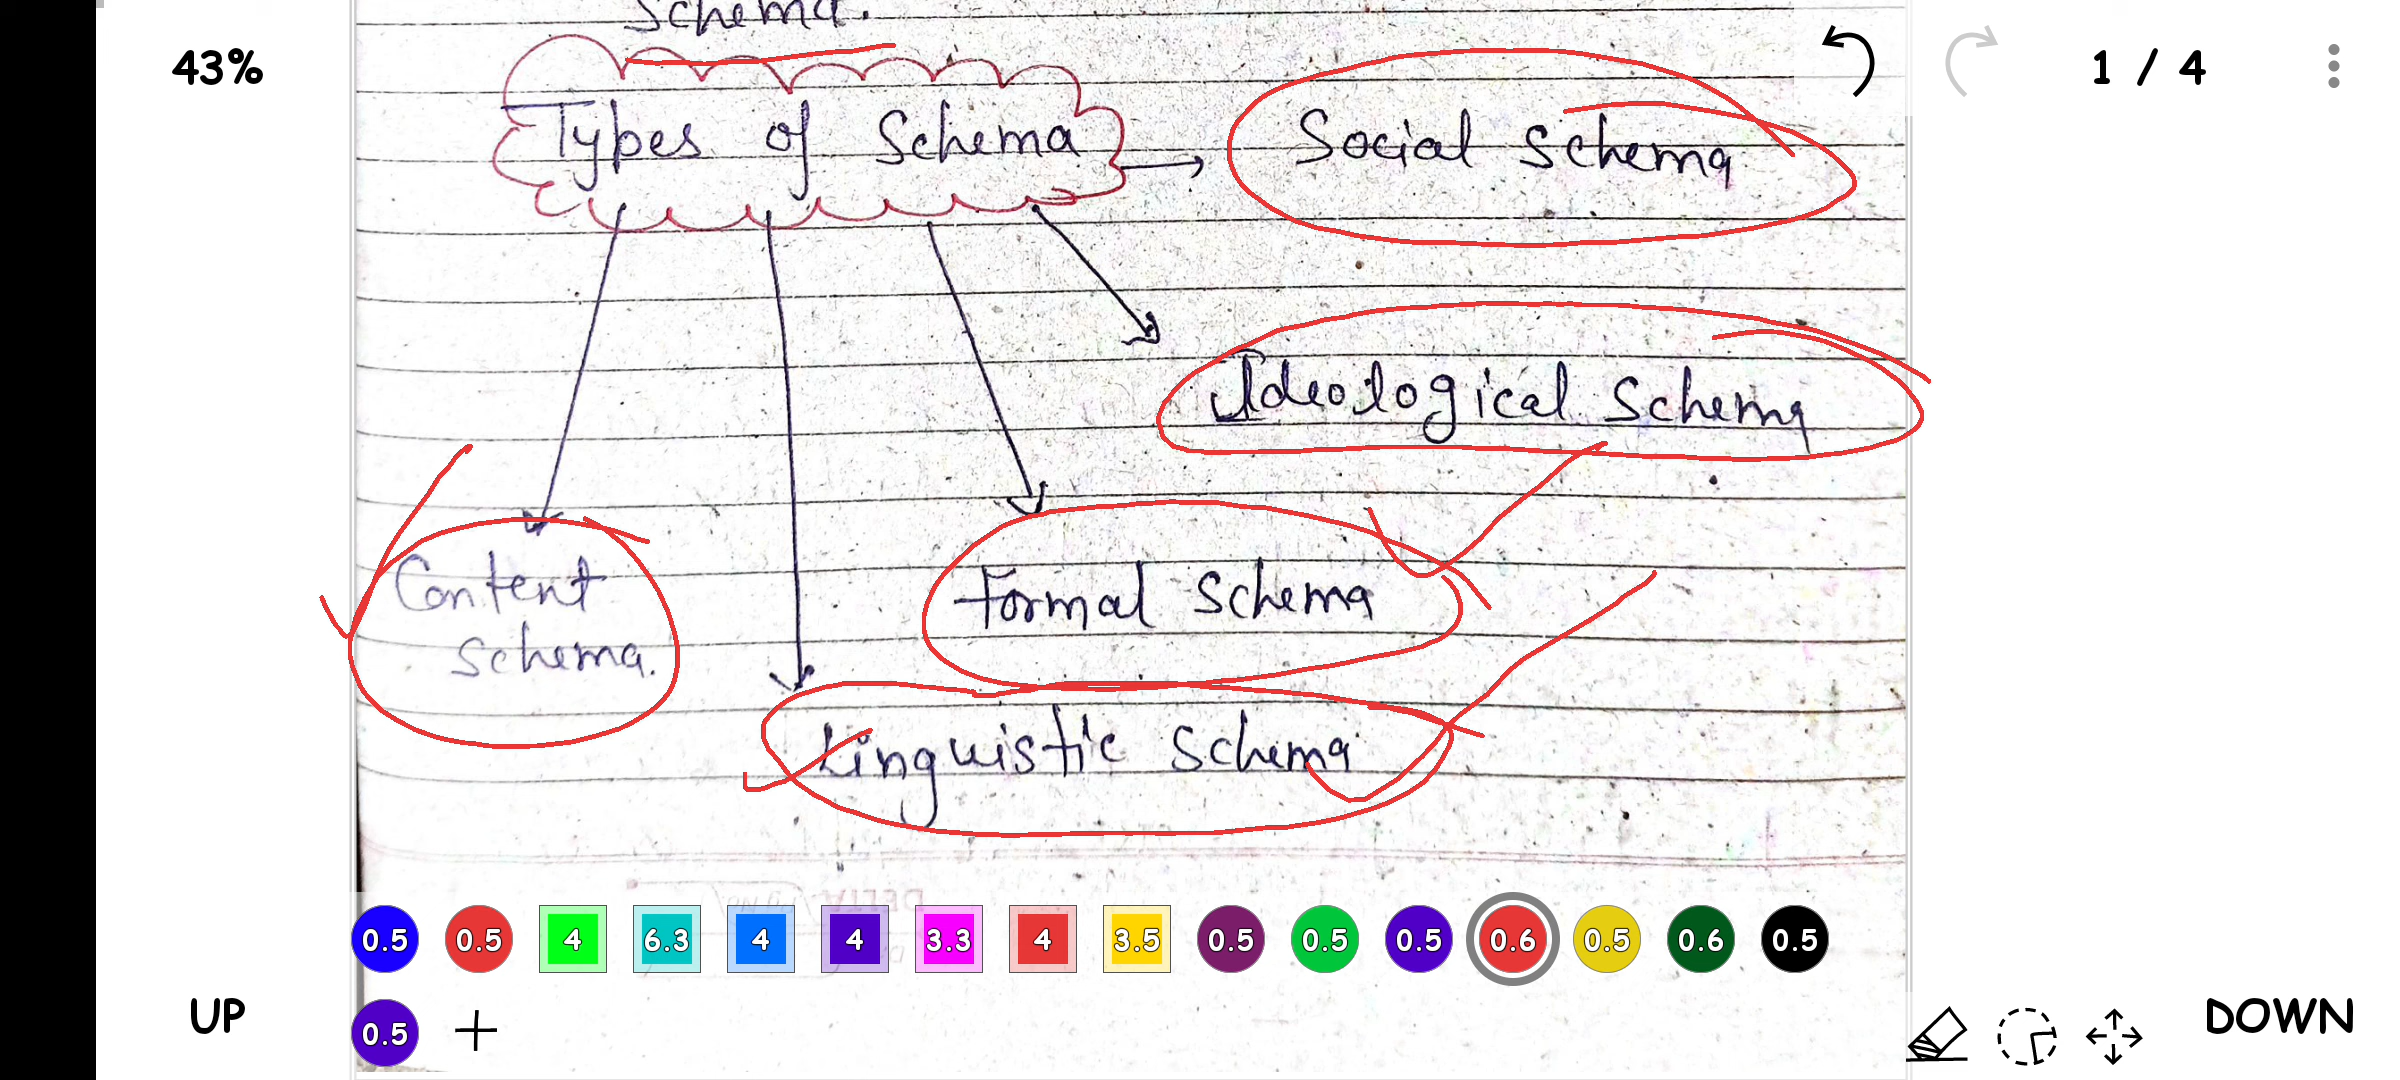 Schema.
43%
1 / 4
Types of Schema
Social Schema
Ideological Schema
Content
Schema.
Formal Schema
Linguistic Schema
0.5 0.5 4 6.3 4 4 3.3 4 3.5 0.5 0.5 0.5 0.6 0.5 0.6 0.5
UP
0.5
DOWN